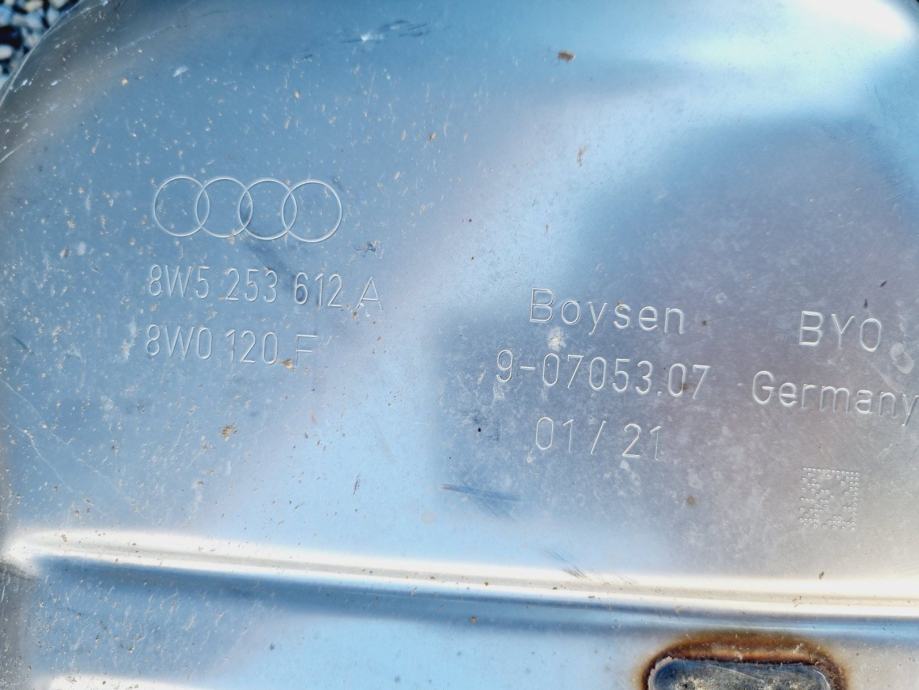 8W5 253 612 A
8W0 120 F
Boysen
9-07053.07
01/21
BYO
Germany